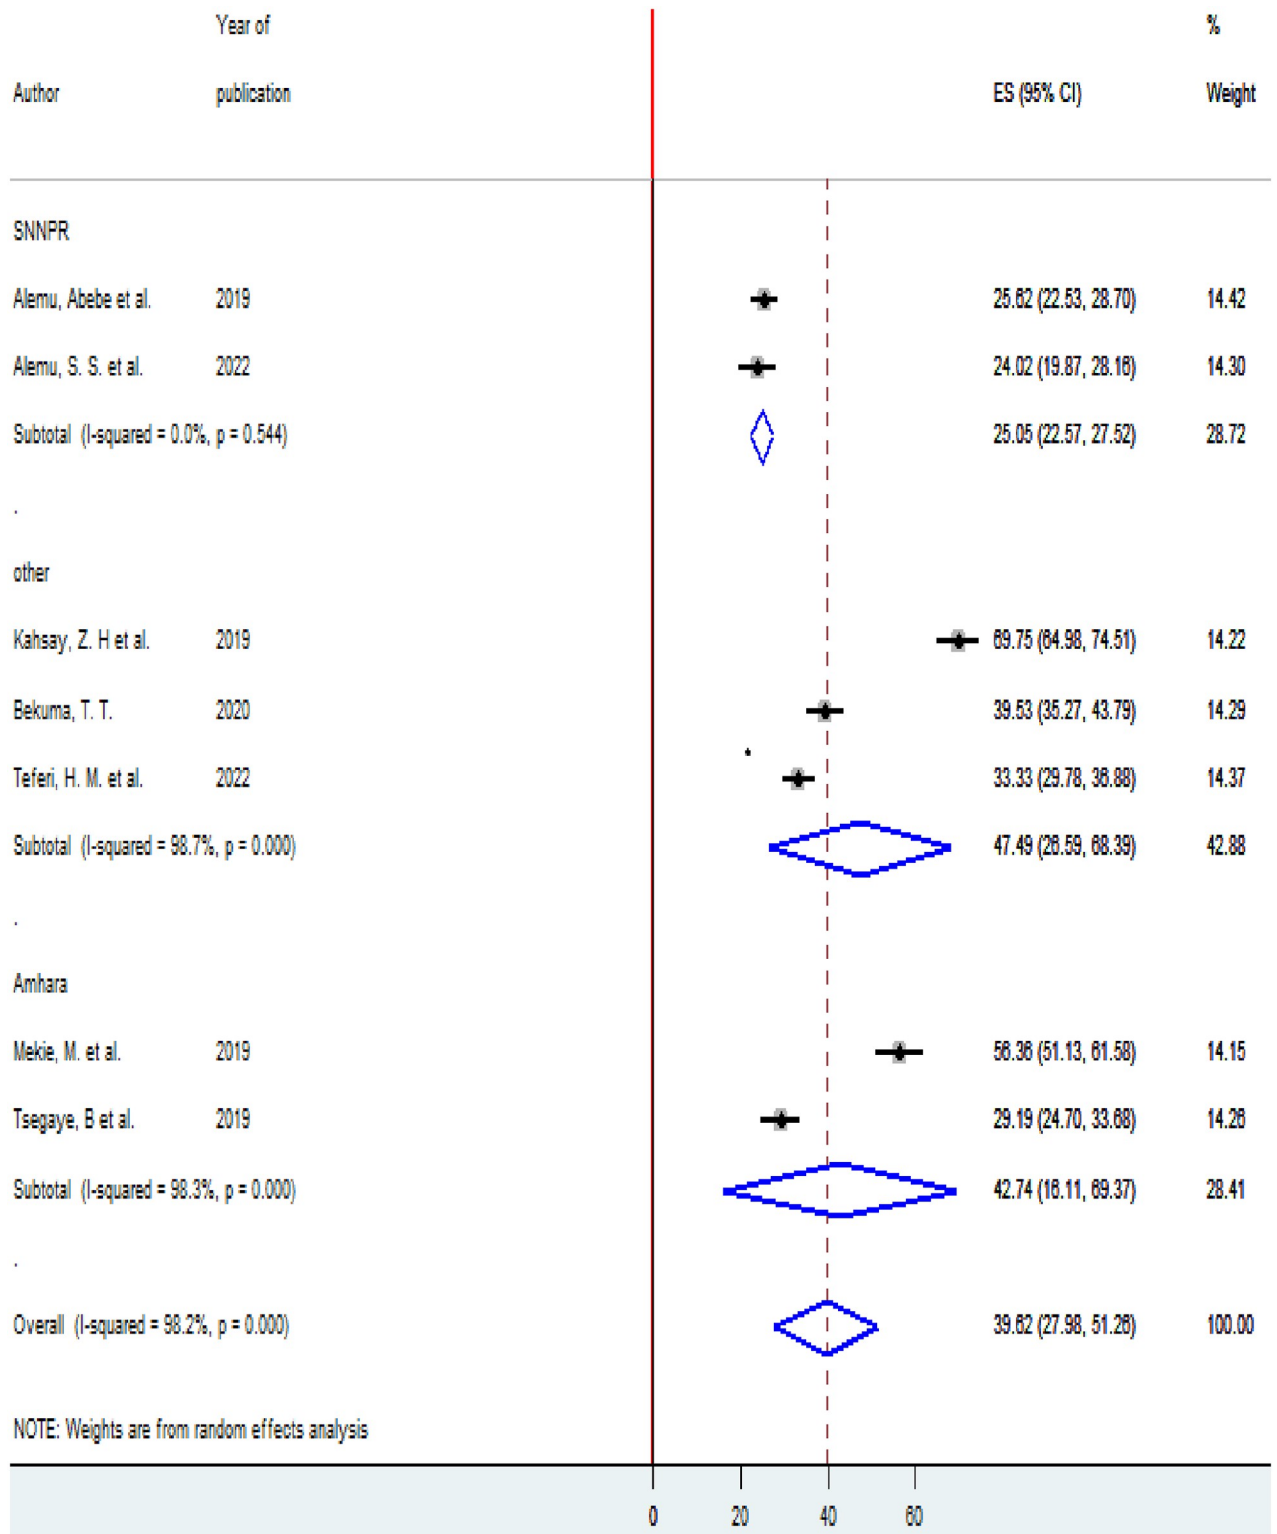 Year of %
Author publication ES (95% CI) Weight
SNNPR
Alemu, Abebe et al. 2019 25.62 (22.53, 28.70) 14.42
Alemu, S. S. et al. 2022 24.02 (19.87, 28.16) 14.30
Subtotal (I-squared = 0.0%, p = 0.544) 25.05 (22.57, 27.52) 28.72
.
other
Kahsay, Z. H et al. 2019 69.75 (64.98, 74.51) 14.22
Bekuma, T. T. 2020 39.53 (35.27, 43.79) 14.29
Teferi, H. M. et al. 2022 33.33 (29.78, 36.88) 14.37
Subtotal (I-squared = 98.7%, p = 0.000) 47.49 (26.59, 68.39) 42.88
.
Amhara
Mekie, M. et al. 2019 56.36 (51.13, 61.58) 14.15
Tsegaye, B et al. 2019 29.19 (24.70, 33.68) 14.26
Subtotal (I-squared = 98.3%, p = 0.000) 42.74 (16.11, 69.37) 28.41
.
Overall (I-squared = 98.2%, p = 0.000) 39.62 (27.98, 51.26) 100.00
NOTE: Weights are from random effects analysis
0 20 40 60